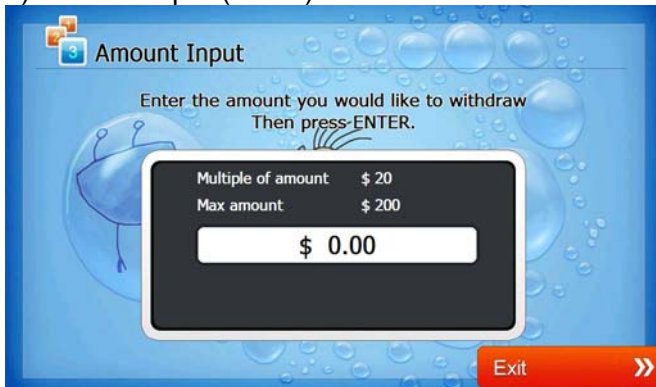 Amount Input
Enter the amount you would like to withdraw
Then press ENTER.
Multiple of amount $ 20
Max amount $ 200
$ 0.00
Exit »